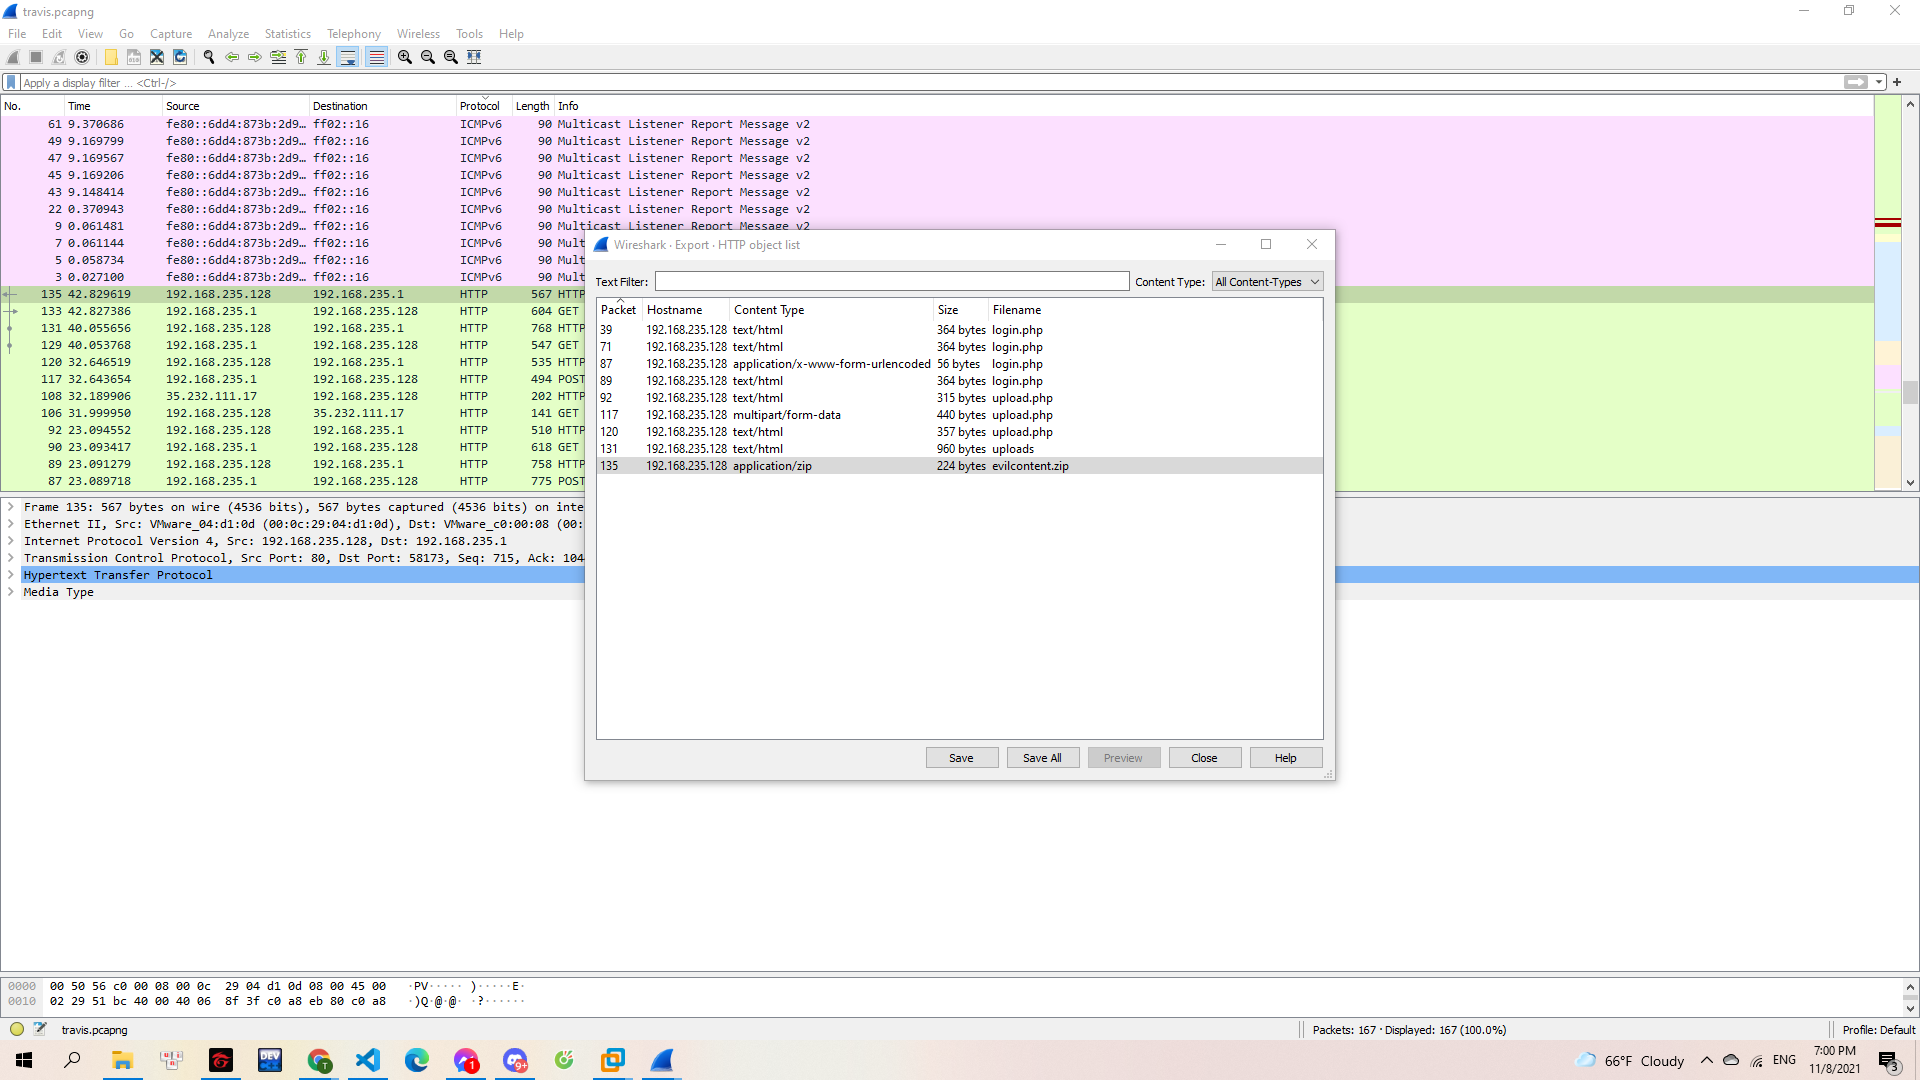 travis.pcapng
File Edit View Go Capture Analyze Statistics Telephony Wireless Tools Help
Apply a display filter ... <Ctrl-/>
No. Time Source Destination Protocol Length Info
61 9.370686 fe80::6dd4:873b:2d9… ff02::16 ICMPv6 90 Multicast Listener Report Message v2
49 9.169799 fe80::6dd4:873b:2d9… ff02::16 ICMPv6 90 Multicast Listener Report Message v2
47 9.169567 fe80::6dd4:873b:2d9… ff02::16 ICMPv6 90 Multicast Listener Report Message v2
45 9.169206 fe80::6dd4:873b:2d9… ff02::16 ICMPv6 90 Multicast Listener Report Message v2
43 9.148414 fe80::6dd4:873b:2d9… ff02::16 ICMPv6 90 Multicast Listener Report Message v2
22 0.370943 fe80::6dd4:873b:2d9… ff02::16 ICMPv6 90 Multicast Listener Report Message v2
9 0.061481 fe80::6dd4:873b:2d9… ff02::16 ICMPv6 90 Multicast Listener Report Message v2
7 0.061144 fe80::6dd4:873b:2d9… ff02::16 ICMPv6 90 Mult
5 0.058734 fe80::6dd4:873b:2d9… ff02::16 ICMPv6 90 Mult
3 0.027100 fe80::6dd4:873b:2d9… ff02::16 ICMPv6 90 Mult
135 42.829619 192.168.235.128 192.168.235.1 HTTP 567 HTTP
133 42.827386 192.168.235.1 192.168.235.128 HTTP 604 GET
131 40.055656 192.168.235.128 192.168.235.1 HTTP 768 HTTP
129 40.053768 192.168.235.1 192.168.235.128 HTTP 547 GET
120 32.646519 192.168.235.128 192.168.235.1 HTTP 535 HTTP
117 32.643654 192.168.235.1 192.168.235.128 HTTP 494 POST
108 32.189906 35.232.111.17 192.168.235.128 HTTP 202 HTTP
106 31.999950 192.168.235.128 35.232.111.17 HTTP 141 GET
92 23.094552 192.168.235.128 192.168.235.1 HTTP 510 HTTP
90 23.093417 192.168.235.1 192.168.235.128 HTTP 618 GET
89 23.091279 192.168.235.128 192.168.235.1 HTTP 758 HTTP
87 23.089718 192.168.235.1 192.168.235.128 HTTP 775 POST
Wireshark · Export · HTTP object list
Text Filter: Content Type: All Content-Types
Packet Hostname Content Type Size Filename
39 192.168.235.128 text/html 364 bytes login.php
71 192.168.235.128 text/html 364 bytes login.php
87 192.168.235.128 application/x-www-form-urlencoded 56 bytes login.php
89 192.168.235.128 text/html 364 bytes login.php
92 192.168.235.128 text/html 315 bytes upload.php
117 192.168.235.128 multipart/form-data 440 bytes upload.php
120 192.168.235.128 text/html 357 bytes upload.php
131 192.168.235.128 text/html 960 bytes uploads
135 192.168.235.128 application/zip 224 bytes evilcontent.zip
Save Save All Preview Close Help
Frame 135: 567 bytes on wire (4536 bits), 567 bytes captured (4536 bits) on inte
Ethernet II, Src: VMware_04:d1:0d (00:0c:29:04:d1:0d), Dst: VMware_c0:00:08 (00:
Internet Protocol Version 4, Src: 192.168.235.128, Dst: 192.168.235.1
Transmission Control Protocol, Src Port: 80, Dst Port: 58173, Seq: 715, Ack: 104
Hypertext Transfer Protocol
Media Type
0000 00 50 56 c0 00 08 00 0c 29 04 d1 0d 08 00 45 00 ·PV····· )·····E·
0010 02 29 51 bc 40 00 40 06 8f 3f c0 a8 eb 80 c0 a8 ·)Q·@·@· ·?······
travis.pcapng Packets: 167 · Displayed: 167 (100.0%) Profile: Default
DEV 1 9+ 66°F Cloudy ENG 7:00 PM
11/8/2021 3